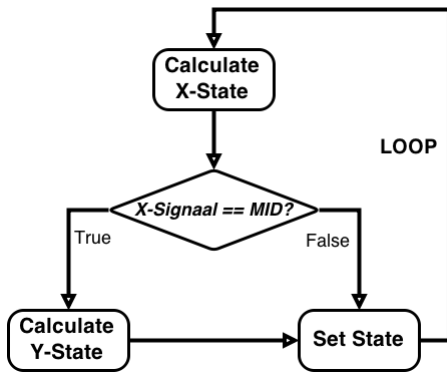 Calculate
X-State
LOOP
X-Signaal == MID?
True
False
Calculate
Y-State
Set State